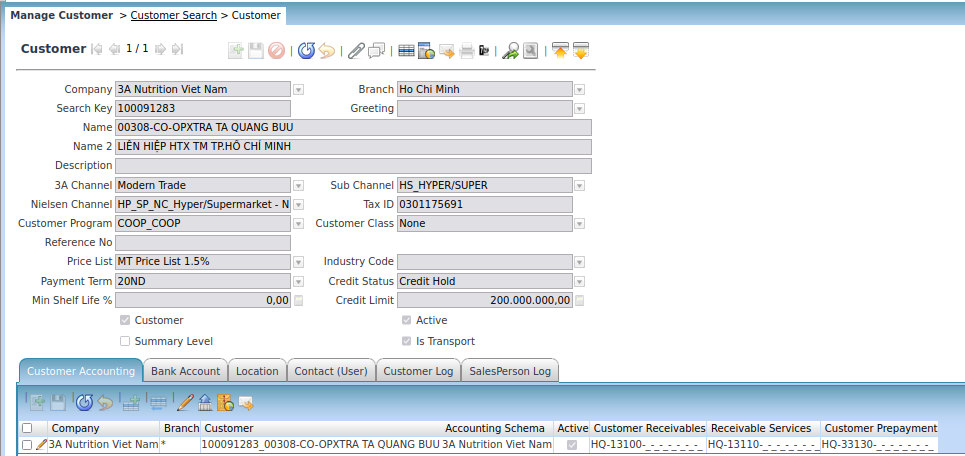 Manage Customer > Customer Search > Customer
Customer 1 / 1
Company 3A Nutrition Viet Nam Branch Ho Chi Minh
Search Key 100091283 Greeting
Name 00308-CO-OPXTRA TA QUANG BUU
Name 2 LIÊN HIỆP HTX TM TP.HỒ CHÍ MINH
Description
3A Channel Modern Trade Sub Channel HS_HYPER/SUPER
Nielsen Channel HP_SP_NC_Hyper/Supermarket - N Tax ID 0301175691
Customer Program COOP_COOP Customer Class None
Reference No
Price List MT Price List 1.5% Industry Code
Payment Term 20ND Credit Status Credit Hold
Min Shelf Life % 0,00 Credit Limit 200.000.000,00
Customer Active
Summary Level Is Transport
Customer Accounting Bank Account Location Contact (User) Customer Log SalesPerson Log
Company Branch Customer Accounting Schema Active Customer Receivables Receivable Services Customer Prepayment
3A Nutrition Viet Nam * 100091283_00308-CO-OPXTRA TA QUANG BUU 3A Nutrition Viet Nam HQ-13100-_-_-_-_-_-_ HQ-13110-_-_-_-_-_-_ HQ-33130-_-_-_-_-_-_